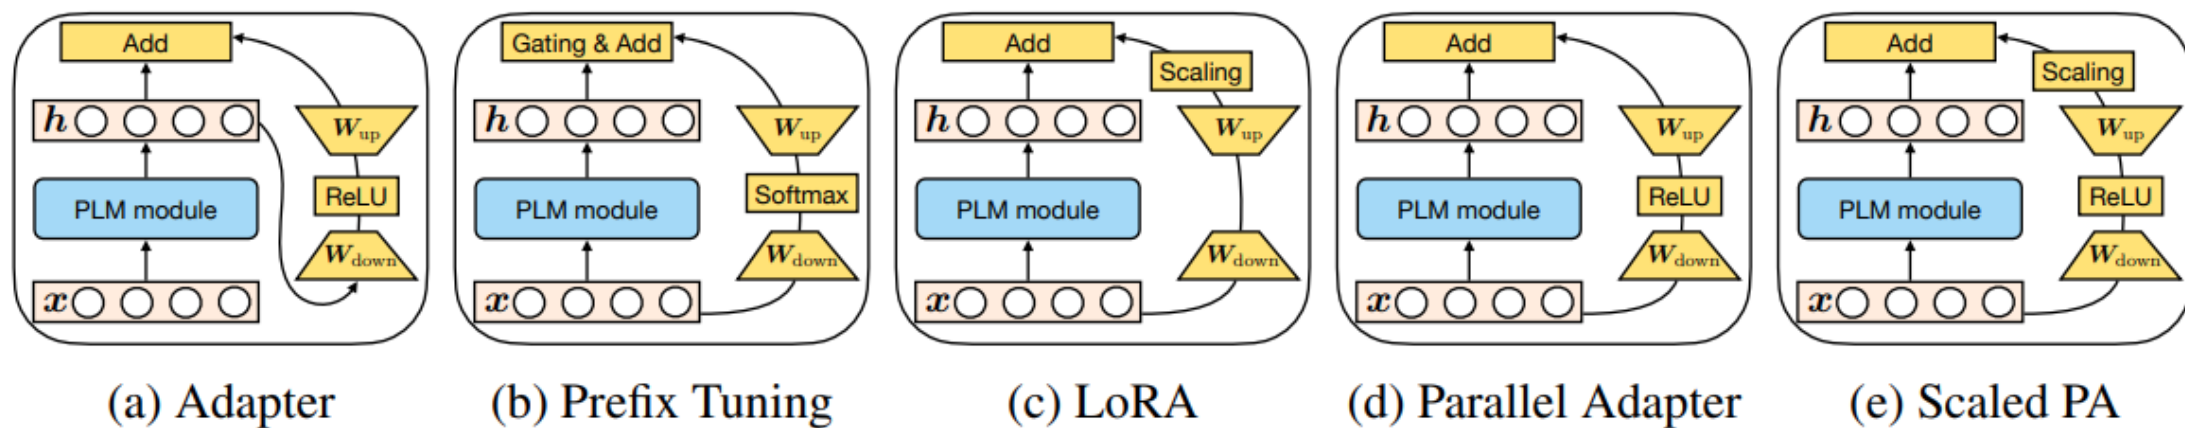 Add
h
W_up
PLM module
ReLU
W_down
x
(a) Adapter
Gating & Add
h
W_up
PLM module
Softmax
W_down
x
(b) Prefix Tuning
Add
Scaling
h
W_up
PLM module
W_down
x
(c) LoRA
Add
h
W_up
PLM module
ReLU
W_down
x
(d) Parallel Adapter
Add
Scaling
h
W_up
PLM module
ReLU
W_down
x
(e) Scaled PA